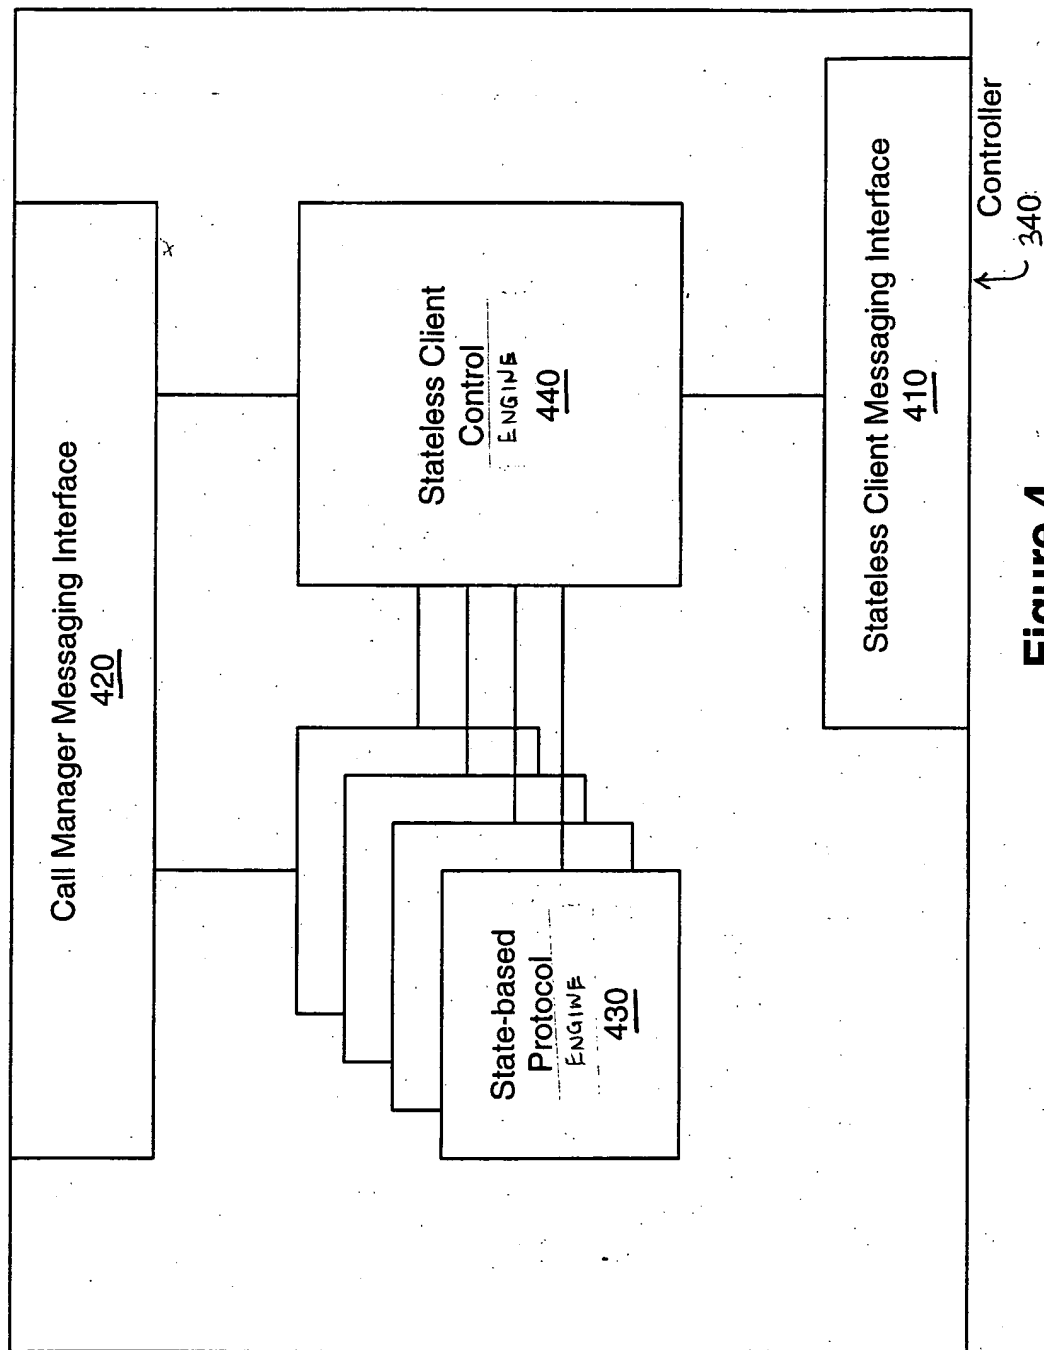 Call Manager Messaging Interface
420
State-based
Protocol
ENGINE
430
Stateless Client
Control
ENGINE
440
Stateless Client Messaging Interface
410
Controller
340
Figure 4